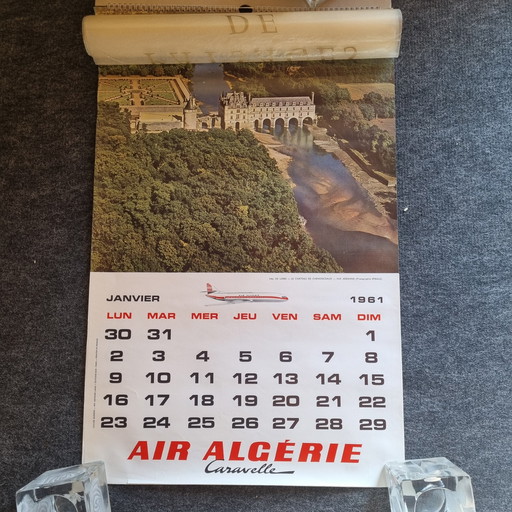 DE
JANVIER 1961
LUN MAR MER JEU VEN SAM DIM
30 31 1
2 3 4 5 6 7 8
9 10 11 12 13 14 15
16 17 18 19 20 21 22
23 24 25 26 27 28 29
AIR ALGÉRIE
Caravelle